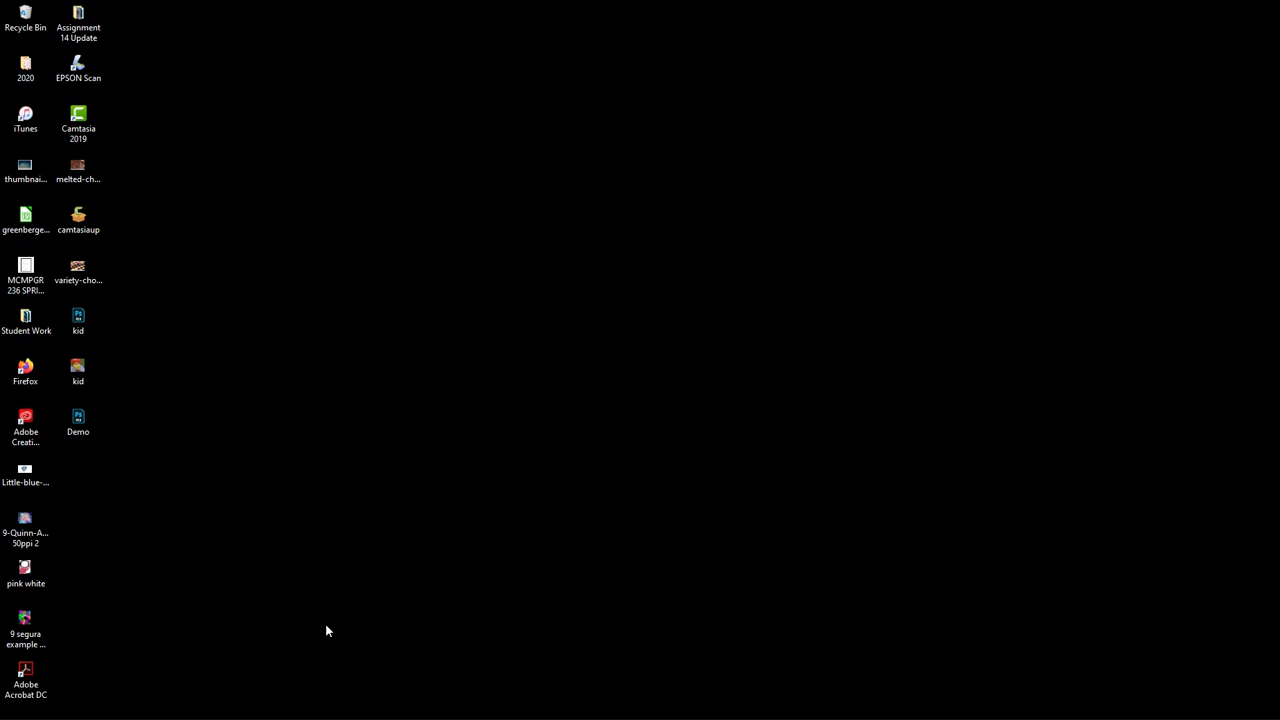 Recycle Bin
Assignment
14 Update
2020
EPSON Scan
iTunes
Camtasia
2019
thumbnai...
melted-ch...
greenberge...
camtasiaup
MCMPGR
236 SPRI...
variety-cho...
Student Work
kid
Firefox
kid
Adobe
Creati...
Demo
Little-blue-...
9-Quinn-A...
50ppi 2
pink white
9 segura
example ...
Adobe
Acrobat DC